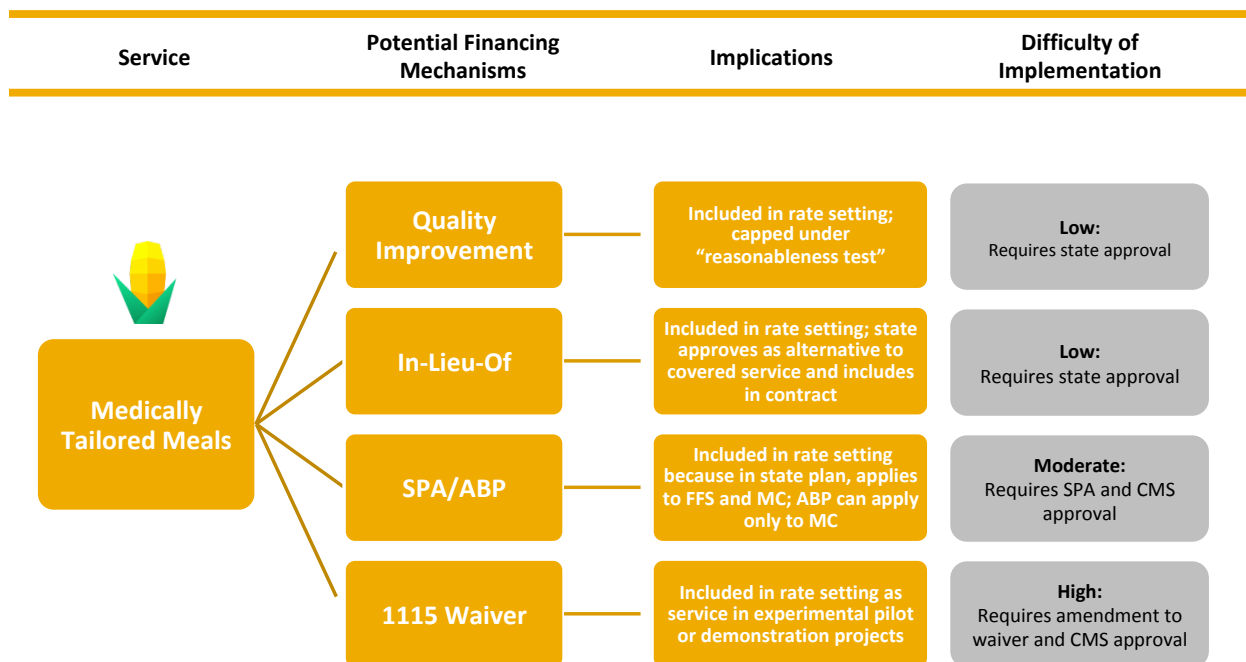 Service
Potential Financing
Mechanisms
Implications
Difficulty of
Implementation
Medically
Tailored Meals
Quality
Improvement
Included in rate setting;
capped under
“reasonableness test”
Low:
Requires state approval
In-Lieu-Of
Included in rate setting; state
approves as alternative to
covered service and includes
in contract
Low:
Requires state approval
SPA/ABP
Included in rate setting
because in state plan, applies
to FFS and MC; ABP can apply
only to MC
Moderate:
Requires SPA and CMS
approval
1115 Waiver
Included in rate setting as
service in experimental pilot
or demonstration projects
High:
Requires amendment to
waiver and CMS approval